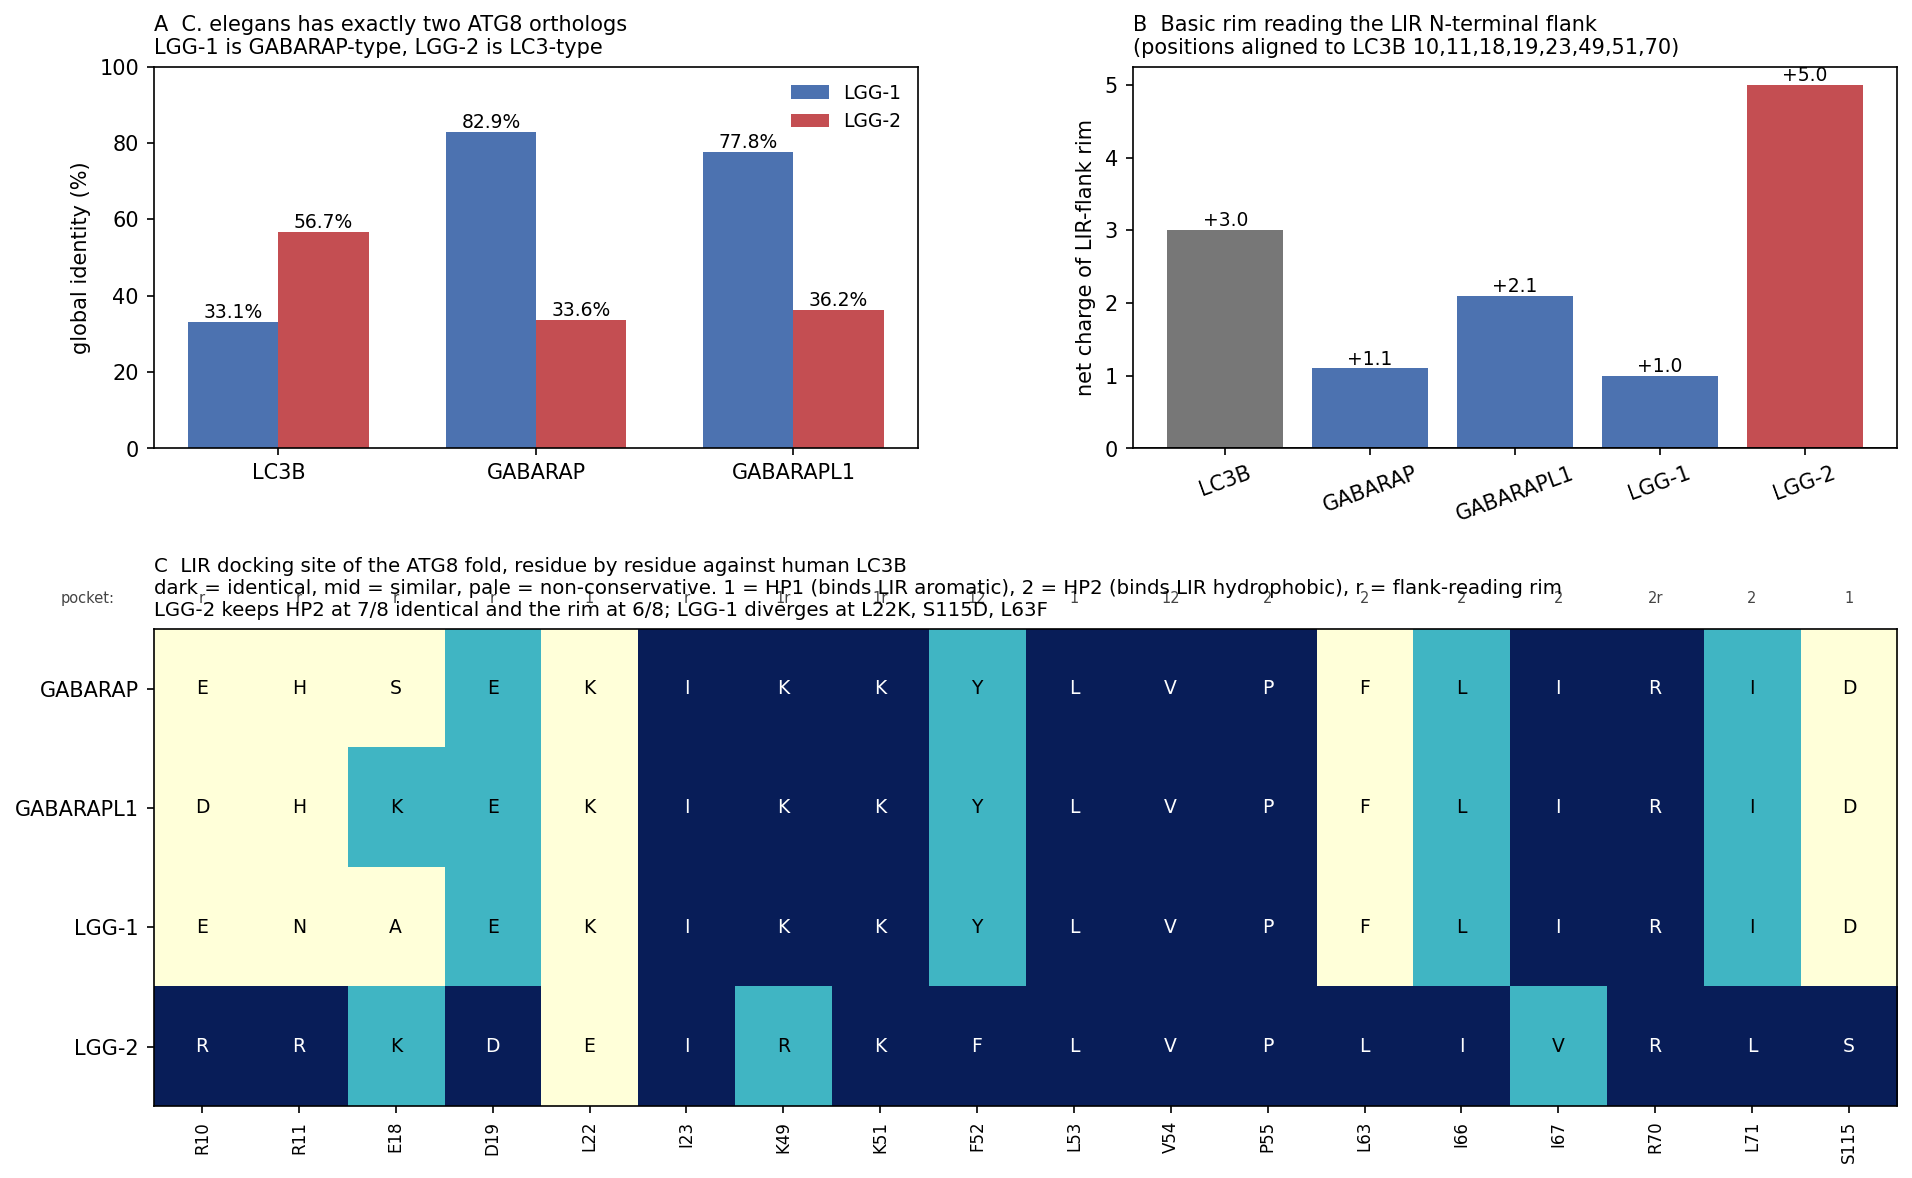 A  C. elegans has exactly two ATG8 orthologs
LGG-1 is GABARAP-type, LGG-2 is LC3-type
global identity (%)
100
80
60
40
20
0
LGG-1
LGG-2
33.1%
56.7%
82.9%
33.6%
77.8%
36.2%
LC3B
GABARAP
GABARAPL1
B  Basic rim reading the LIR N-terminal flank
(positions aligned to LC3B 10,11,18,19,23,49,51,70)
net charge of LIR-flank rim
5
4
3
2
1
0
+3.0
+1.1
+2.1
+1.0
+5.0
LC3B
GABARAP
GABARAPL1
LGG-1
LGG-2
C  LIR docking site of the ATG8 fold, residue by residue against human LC3B
dark = identical, mid = similar, pale = non-conservative. 1 = HP1 (binds LIR aromatic), 2 = HP2 (binds LIR hydrophobic), r = flank-reading rim
pocket: r r r r 1 r 1r 1r 12 1 12 2 2 2 2 2r 2 1
LGG-2 keeps HP2 at 7/8 identical and the rim at 6/8; LGG-1 diverges at L22K, S115D, L63F
GABARAP E H S E K I K K Y L V P F L I R I D
GABARAPL1 D H K E K I K K Y L V P F L I R I D
LGG-1 E N A E K I K K Y L V P F L I R I D
LGG-2 R R K D E I R K F L V P L I V R L S
R10 R11 E18 D19 L22 I23 K49 K51 F52 L53 V54 P55 L63 I66 I67 R70 L71 S115